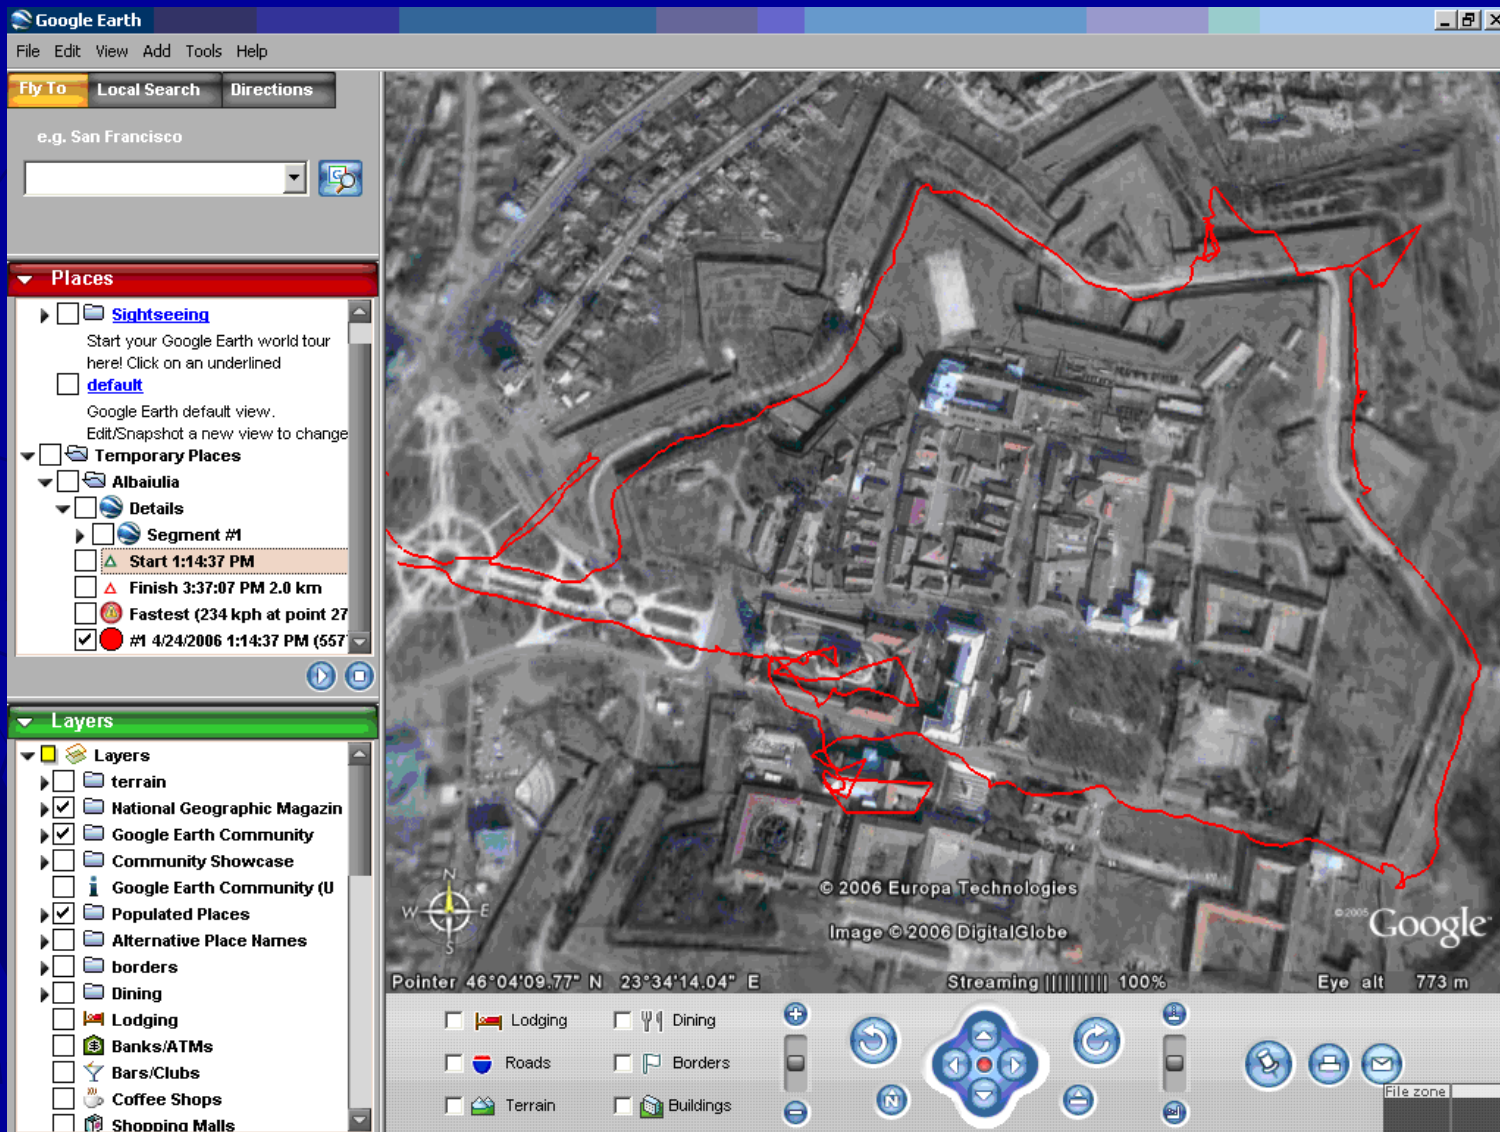 Google Earth
File Edit View Add Tools Help
Fly To Local Search Directions
e.g. San Francisco
Places
Sightseeing
Start your Google Earth world tour
here! Click on an underlined
default
Google Earth default view.
Edit/Snapshot a new view to change
Temporary Places
Albaiulia
Details
Segment #1
Start 1:14:37 PM
Finish 3:37:07 PM 2.0 km
Fastest (234 kph at point 27
#1 4/24/2006 1:14:37 PM (557
Layers
Layers
terrain
National Geographic Magazin
Google Earth Community
Community Showcase
Google Earth Community (U
Populated Places
Alternative Place Names
borders
Dining
Lodging
Banks/ATMs
Bars/Clubs
Coffee Shops
Shopping Malls
N
W E
S
© 2006 Europa Technologies
Image © 2006 DigitalGlobe
©2005 Google
Pointer 46°04'09.77" N 23°34'14.04" E Streaming |||||||||| 100% Eye alt 773 m
Lodging Dining
Roads Borders
Terrain Buildings
N
File zone